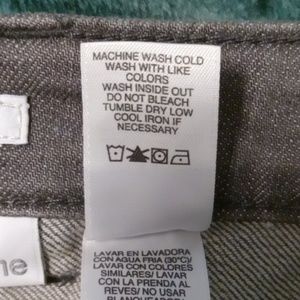 MACHINE WASH COLD
WASH WITH LIKE
COLORS
WASH INSIDE OUT
DO NOT BLEACH
TUMBLE DRY LOW
COOL IRON IF
NECESSARY
ne
LAVAR EN LAVADORA
CON AGUA FRIA (30°C)/
LAVAR CON COLORES
SIMILARES/ LAVAR
CON LA PRENDA AL
REVES/ NO USAR
BLANQUEADOR